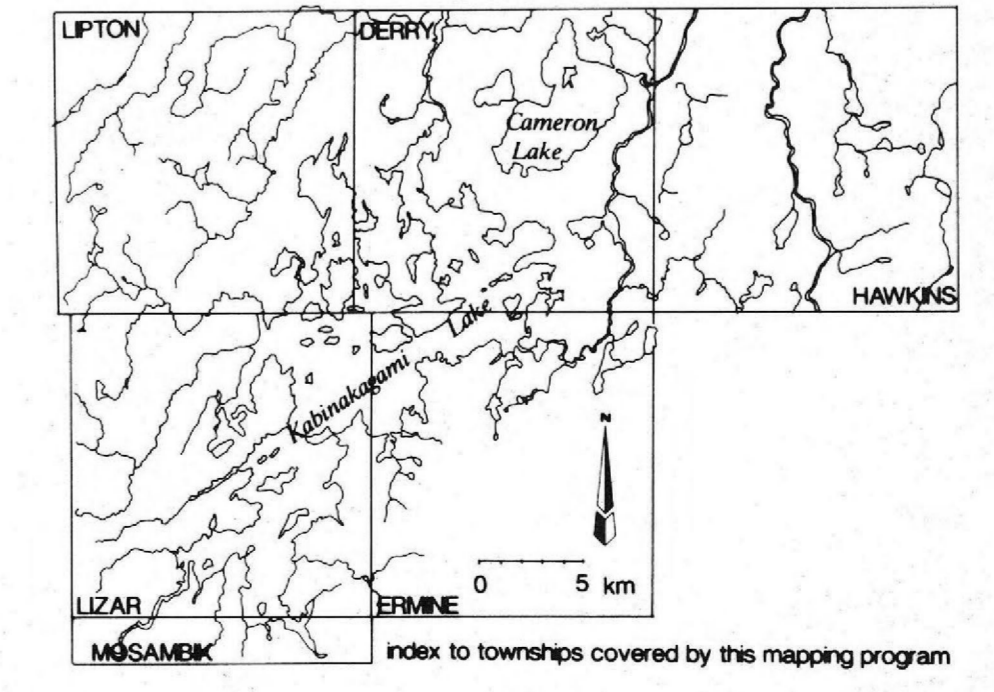 LIPTON
DERRY
Cameron
Lake
HAWKINS
Kabinakagami Lake
N
0 5 km
LIZAR
ERMINE
MOSAMBIK
index to townships covered by this mapping program